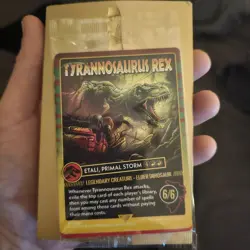 TYRANNOSAURUS REX
ETALI, PRIMAL STORM
LEGENDARY CREATURE – ELDER DINOSAUR
Whenever Tyrannosaurus Rex attacks,
exile the top card of each player's library,
then you may cast any number of spells
from among those cards without paying
their mana costs.
6/6